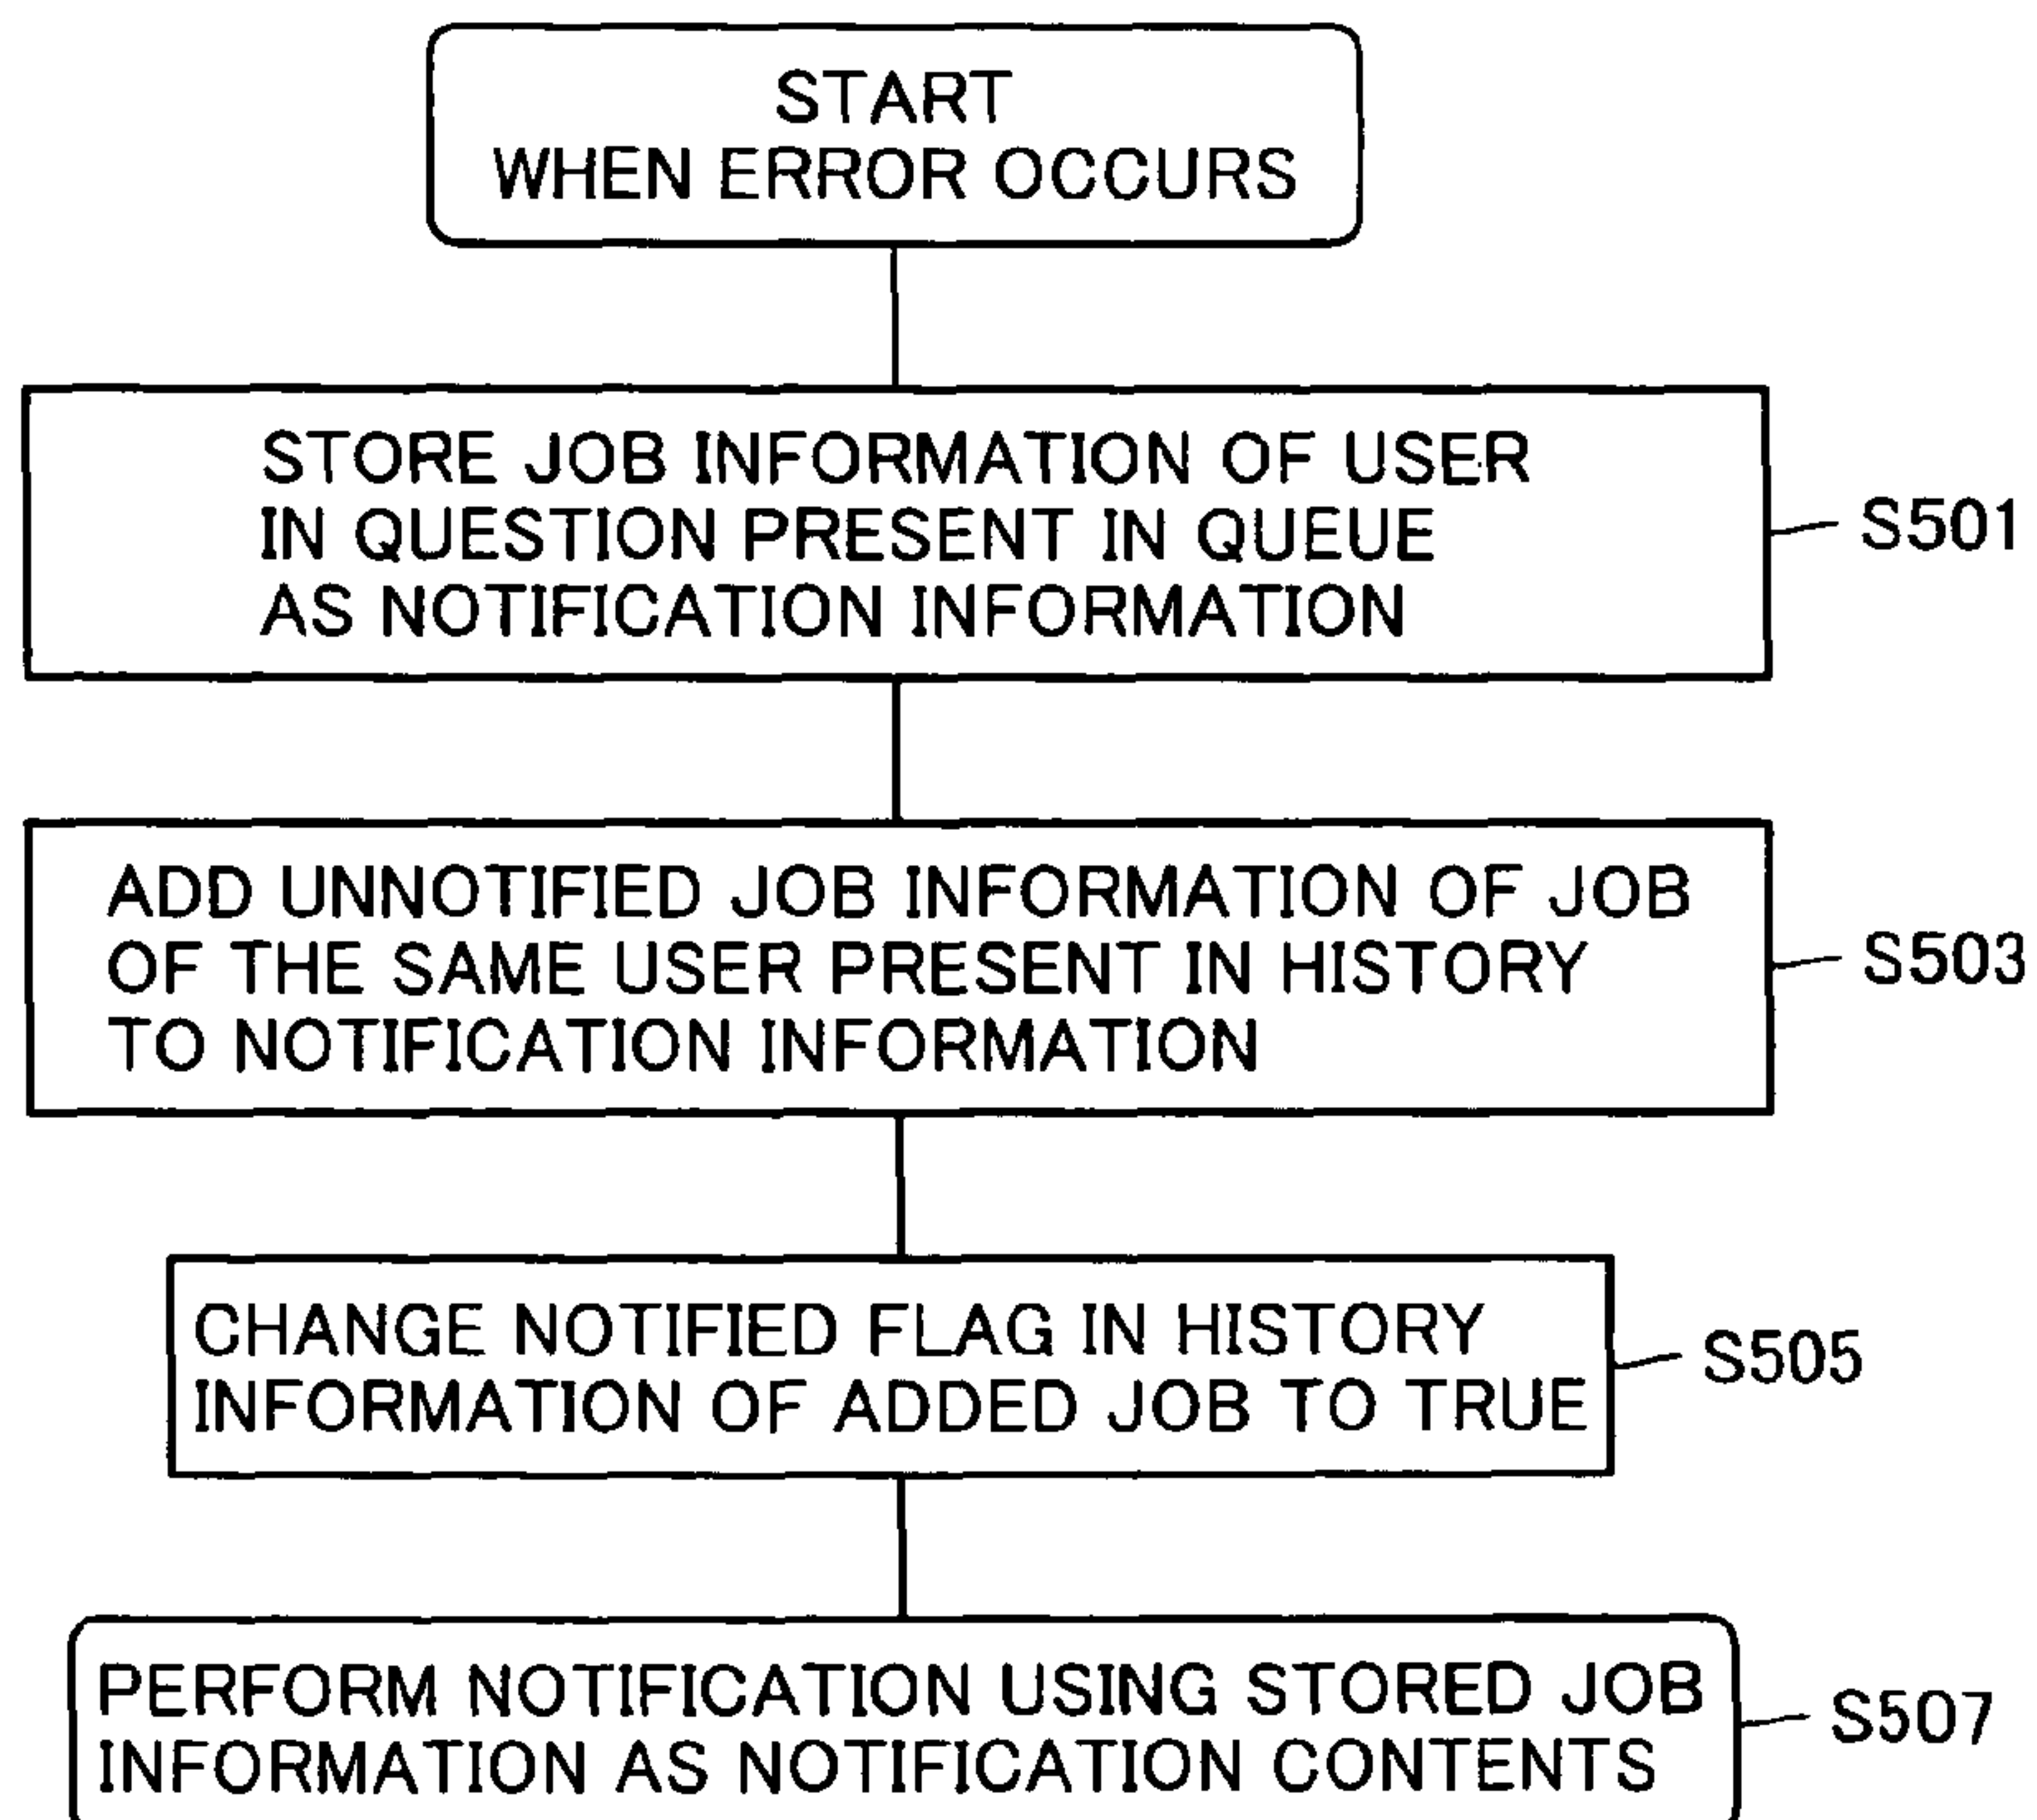 START
WHEN ERROR OCCURS
STORE JOB INFORMATION OF USER
IN QUESTION PRESENT IN QUEUE
AS NOTIFICATION INFORMATION
S501
ADD UNNOTIFIED JOB INFORMATION OF JOB
OF THE SAME USER PRESENT IN HISTORY
TO NOTIFICATION INFORMATION
S503
CHANGE NOTIFIED FLAG IN HISTORY
INFORMATION OF ADDED JOB TO TRUE
S505
PERFORM NOTIFICATION USING STORED JOB
INFORMATION AS NOTIFICATION CONTENTS
S507